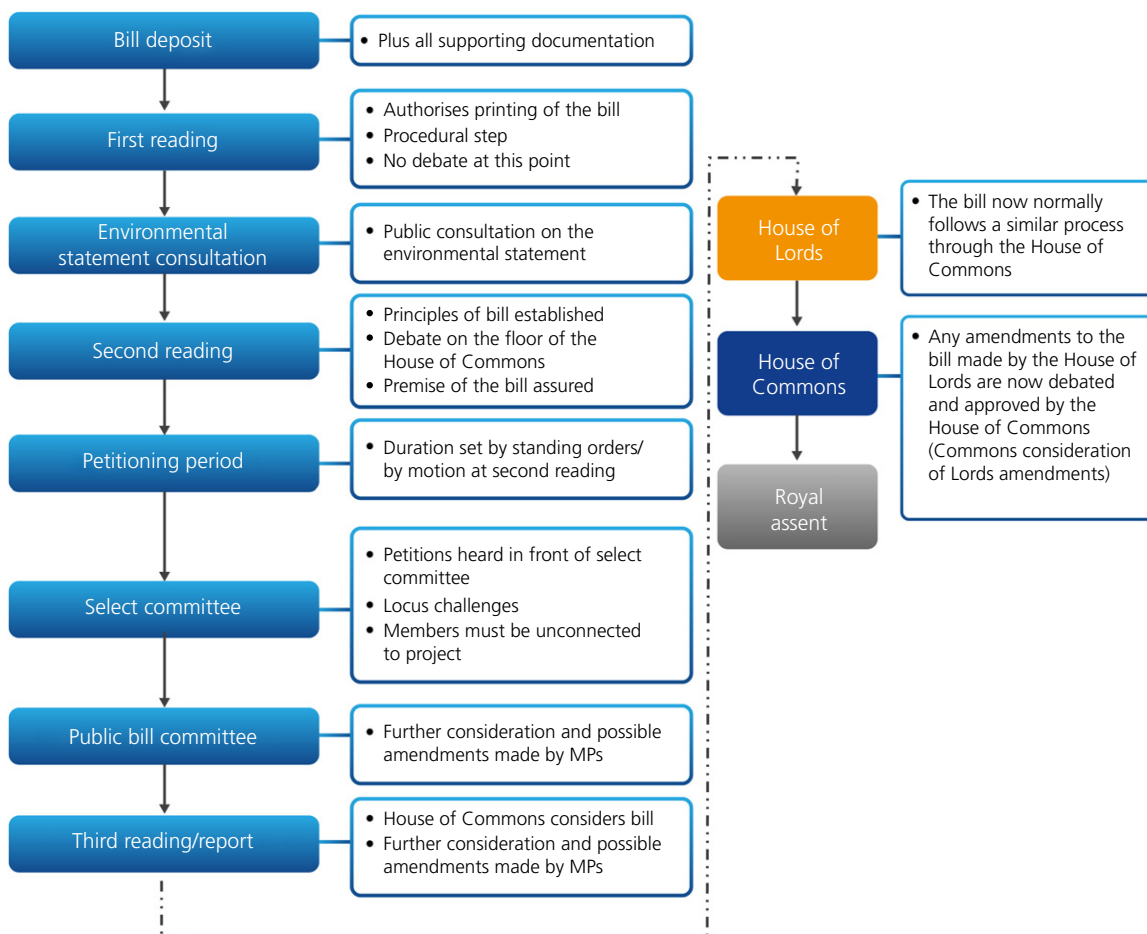 Bill deposit
• Plus all supporting documentation
First reading
• Authorises printing of the bill
• Procedural step
• No debate at this point
Environmental
statement consultation
• Public consultation on the
environmental statement
Second reading
• Principles of bill established
• Debate on the floor of the
House of Commons
• Premise of the bill assured
Petitioning period
• Duration set by standing orders/
by motion at second reading
Select committee
• Petitions heard in front of select
committee
• Locus challenges
• Members must be unconnected
to project
Public bill committee
• Further consideration and possible
amendments made by MPs
Third reading/report
• House of Commons considers bill
• Further consideration and possible
amendments made by MPs
House of
Lords
• The bill now normally
follows a similar process
through the House of
Commons
House of
Commons
• Any amendments to the
bill made by the House of
Lords are now debated
and approved by the
House of Commons
(Commons consideration
of Lords amendments)
Royal
assent